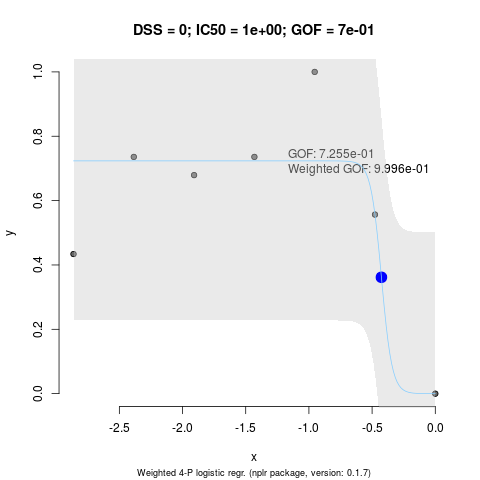 DSS = 0; IC50 = 1e+00; GOF = 7e-01
1.0
0.8
0.6
0.4
0.2
0.0
y
GOF: 7.255e-01
Weighted GOF: 9.996e-01
-2.5 -2.0 -1.5 -1.0 -0.5 0.0
x
Weighted 4-P logistic regr. (nplr package, version: 0.1.7)